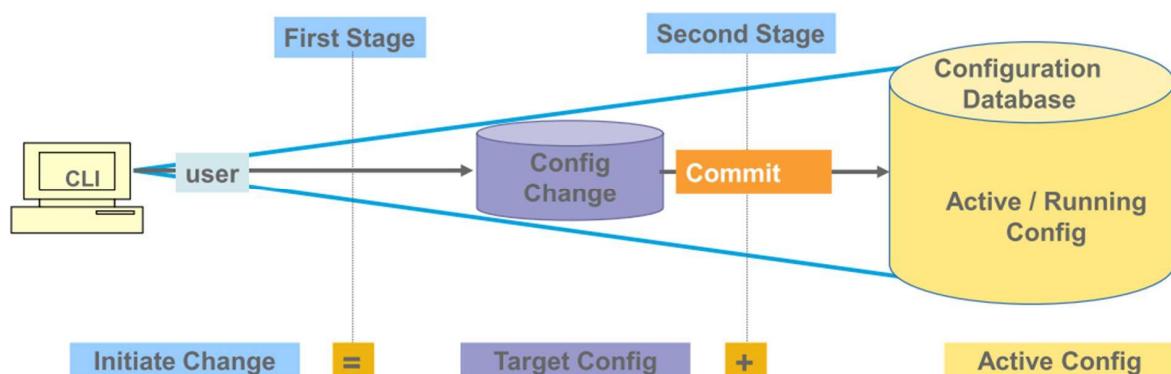 First Stage
Second Stage
Configuration
Database
CLI
user
Config
Change
Commit
Active / Running
Config
Initiate Change
=
Target Config
+
Active Config